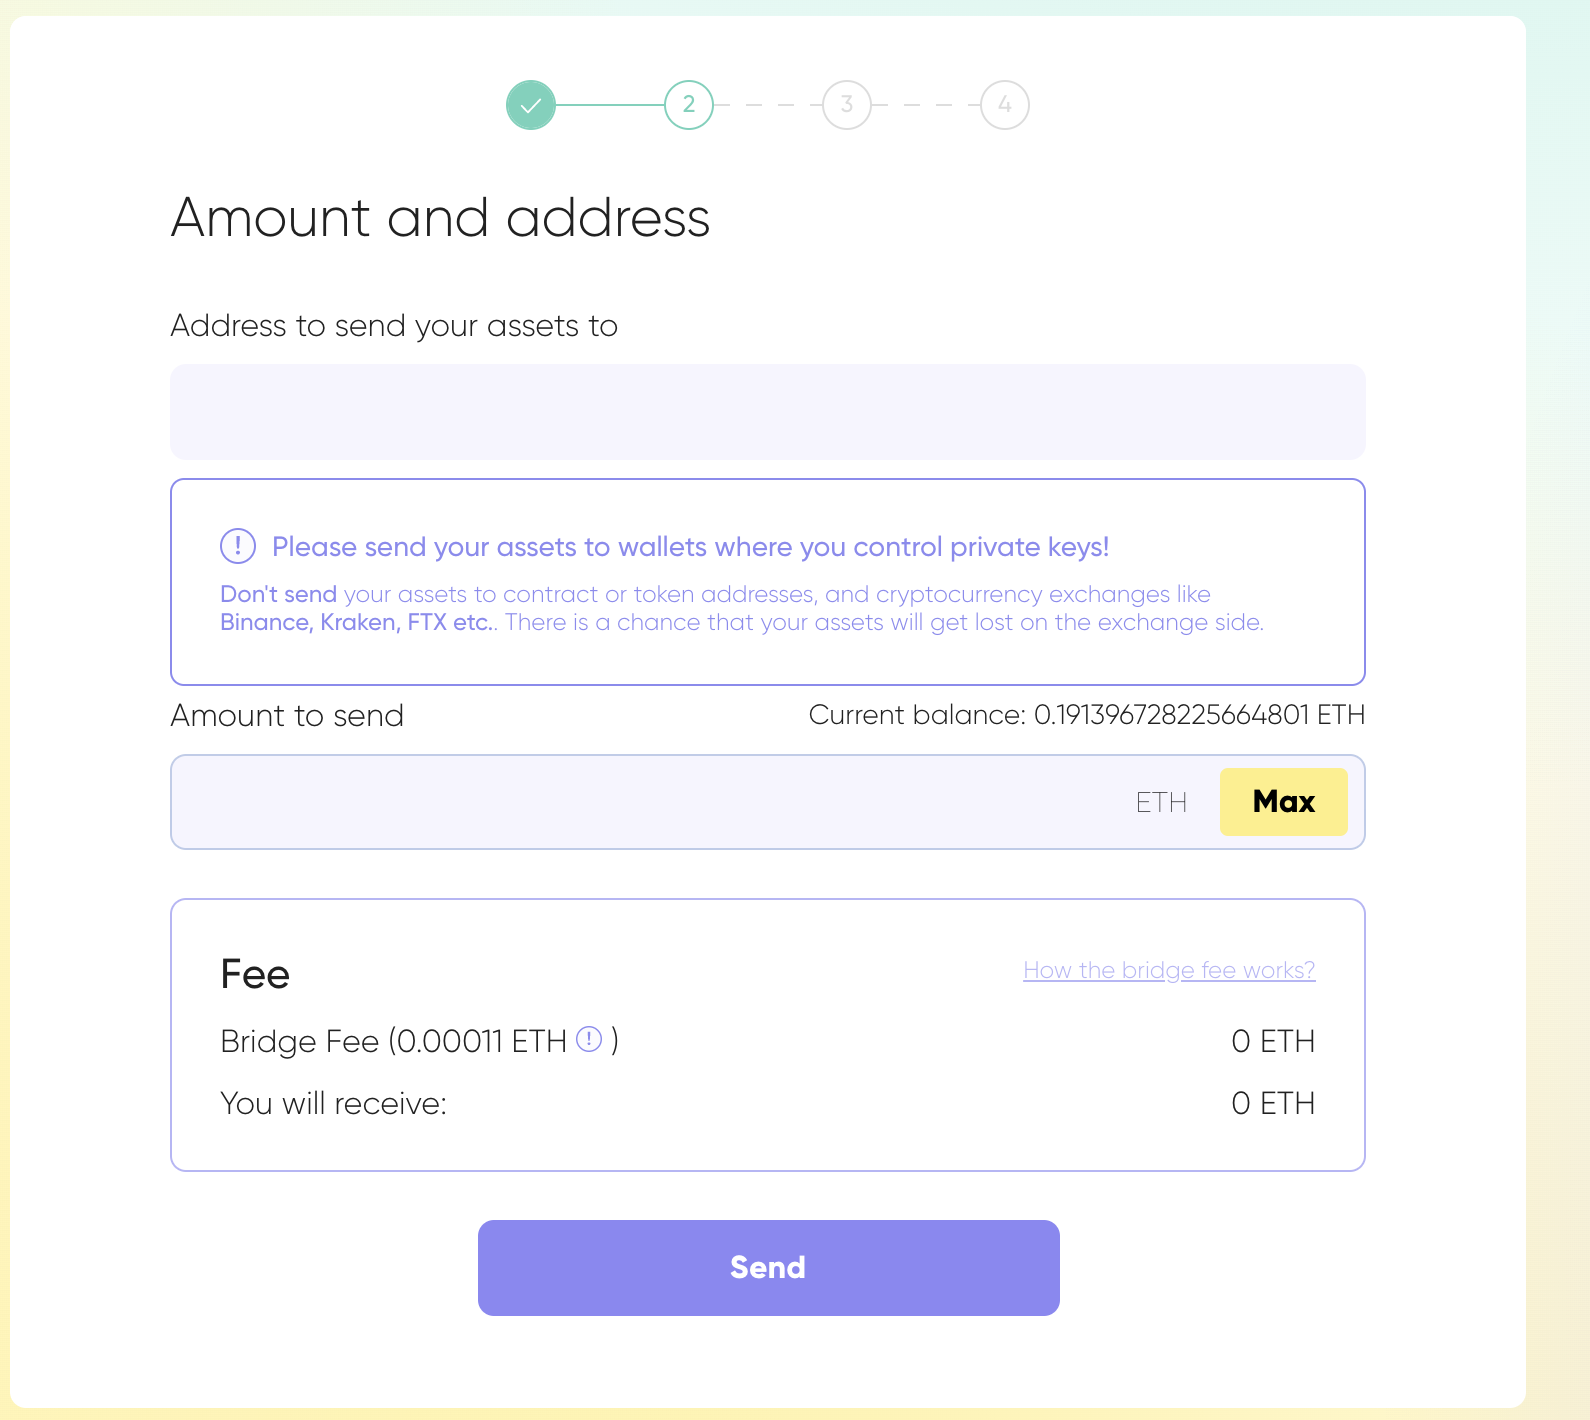 2 3 4
Amount and address
Address to send your assets to
! Please send your assets to wallets where you control private keys!
Don't send your assets to contract or token addresses, and cryptocurrency exchanges like
Binance, Kraken, FTX etc.. There is a chance that your assets will get lost on the exchange side.
Amount to send Current balance: 0.191396728225664801 ETH
ETH Max
Fee How the bridge fee works?
Bridge Fee (0.00011 ETH ! ) 0 ETH
You will receive: 0 ETH
Send